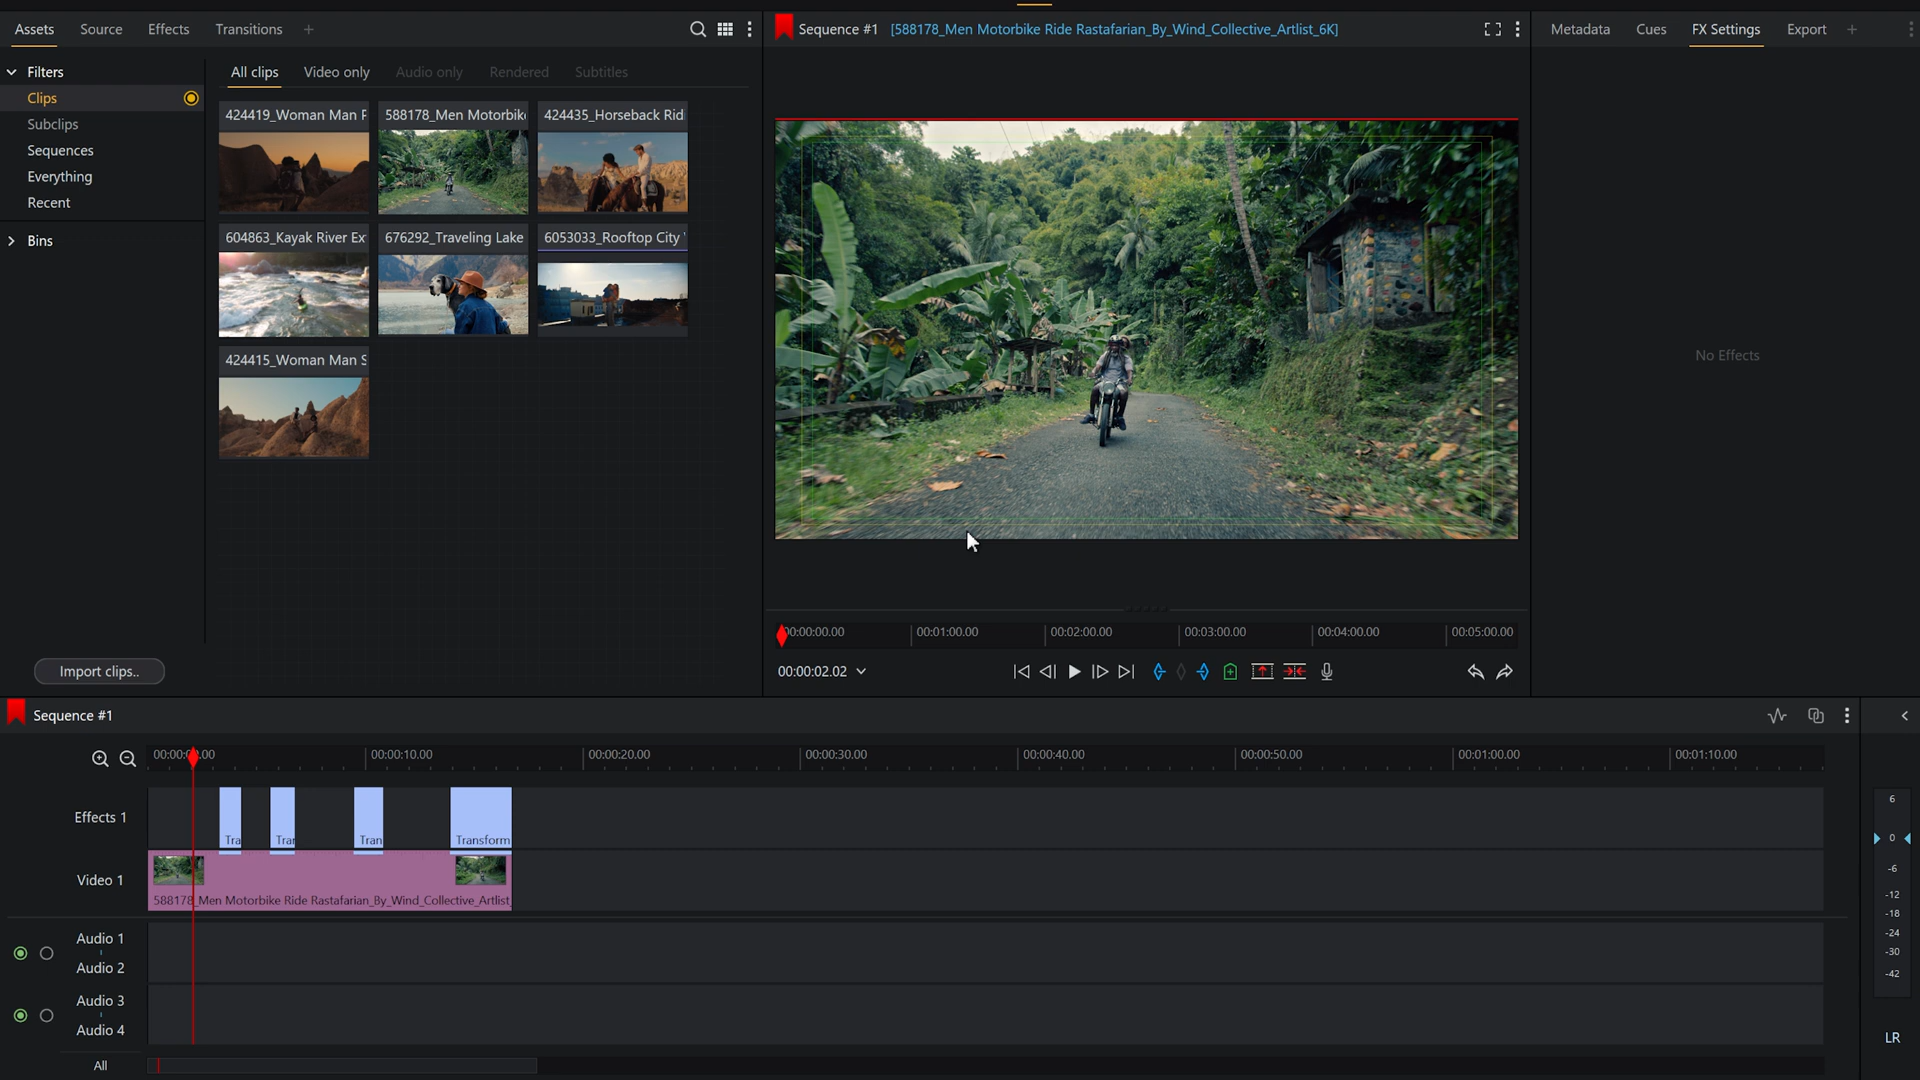 Assets Source Effects Transitions +
Filters
Clips
Subclips
Sequences
Everything
Recent
Bins
Import clips..
All clips Video only Audio only Rendered Subtitles
424419_Woman Man
588178_Men Motorbik
424435_Horseback Rid
604863_Kayak River Ex
676292_Traveling Lake
6053033_Rooftop City
424415_Woman Man S
Sequence #1 [588178_Men Motorbike Ride Rastafarian_By_Wind_Collective_Artlist_6K]
00:00:00.00 00:01:00.00 00:02:00.00 00:03:00.00 00:04:00.00 00:05:00.00
00:00:02.02
Metadata Cues FX Settings Export +
No Effects
Sequence #1
00:00:10.00 00:00:20.00 00:00:30.00 00:00:40.00 00:00:50.00 00:01:00.00 00:01:10.00
Effects 1
Tra Tra Tran Transform
Video 1
588178_Men Motorbike Ride Rastafarian_By_Wind_Collective_Artlist
Audio 1
Audio 2
Audio 3
Audio 4
All
6
0
-6
-12
-18
-24
-30
-42
LR